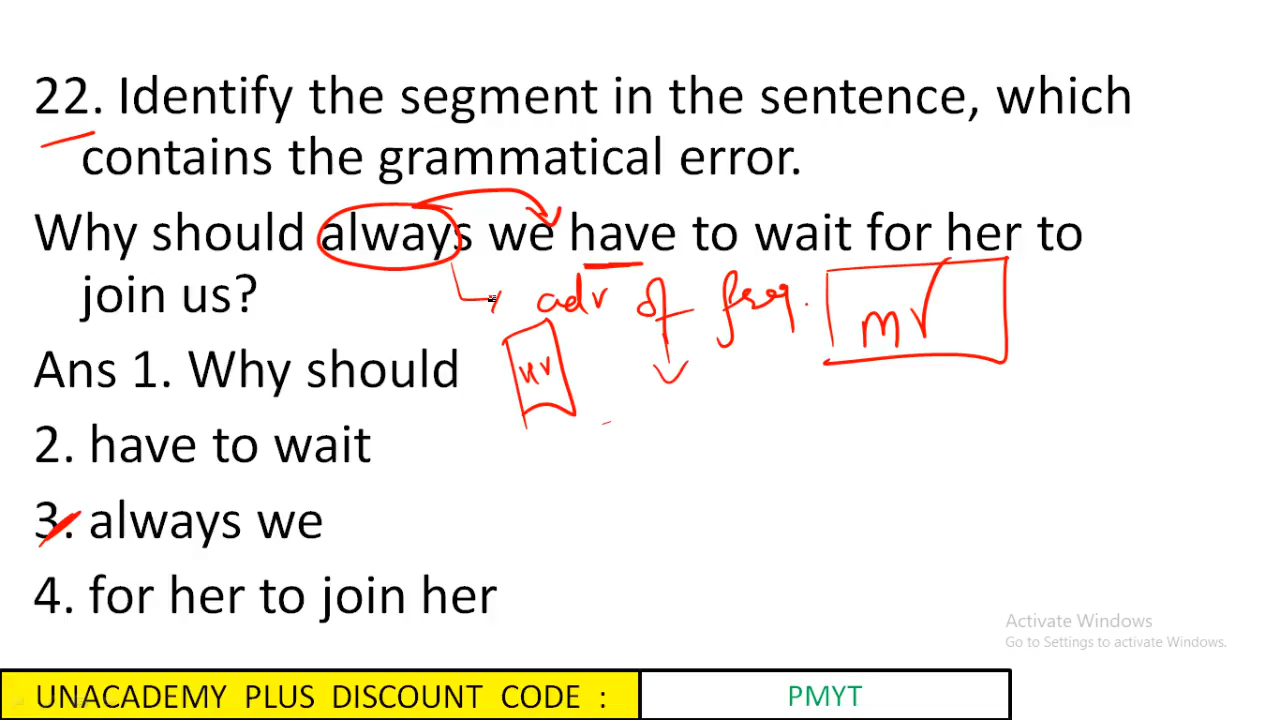 22. Identify the segment in the sentence, which
contains the grammatical error.
Why should always we have to wait for her to
join us?
adv of freq.
mv
Ans 1. Why should
2. have to wait
3. always we
4. for her to join her
Activate Windows
Go to Settings to activate Windows.
UNACADEMY PLUS DISCOUNT CODE : PMYT